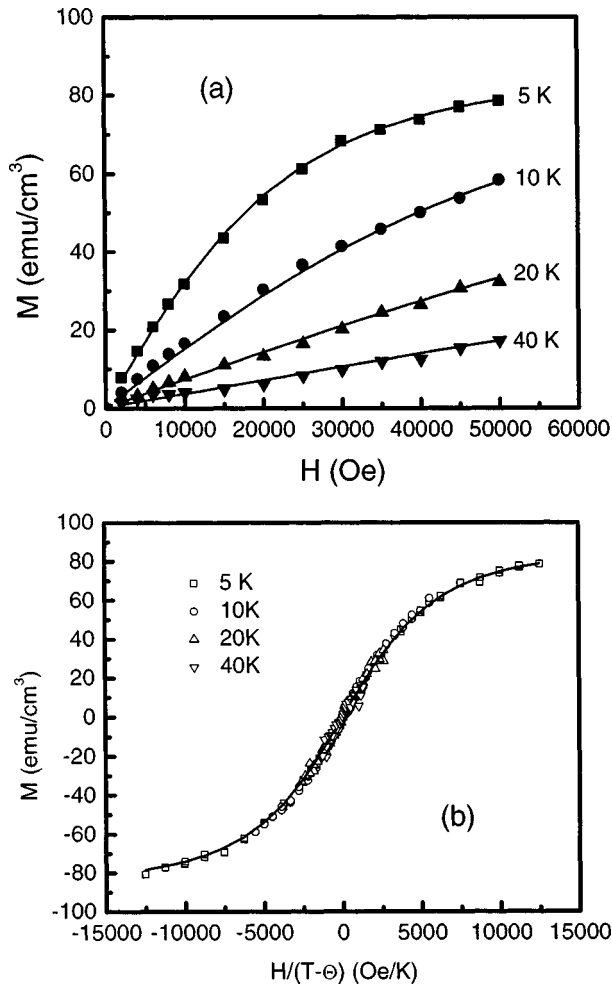 100
80
60
40
20
0
M (emu/cm³)
(a)
5 K
10 K
20 K
40 K
0 10000 20000 30000 40000 50000 60000
H (Oe)
100
80
60
40
20
0
-20
-40
-60
-80
-100
M (emu/cm³)
5 K
10K
20K
40K
(b)
-15000 -10000 -5000 0 5000 10000 15000
H/(T-Θ) (Oe/K)